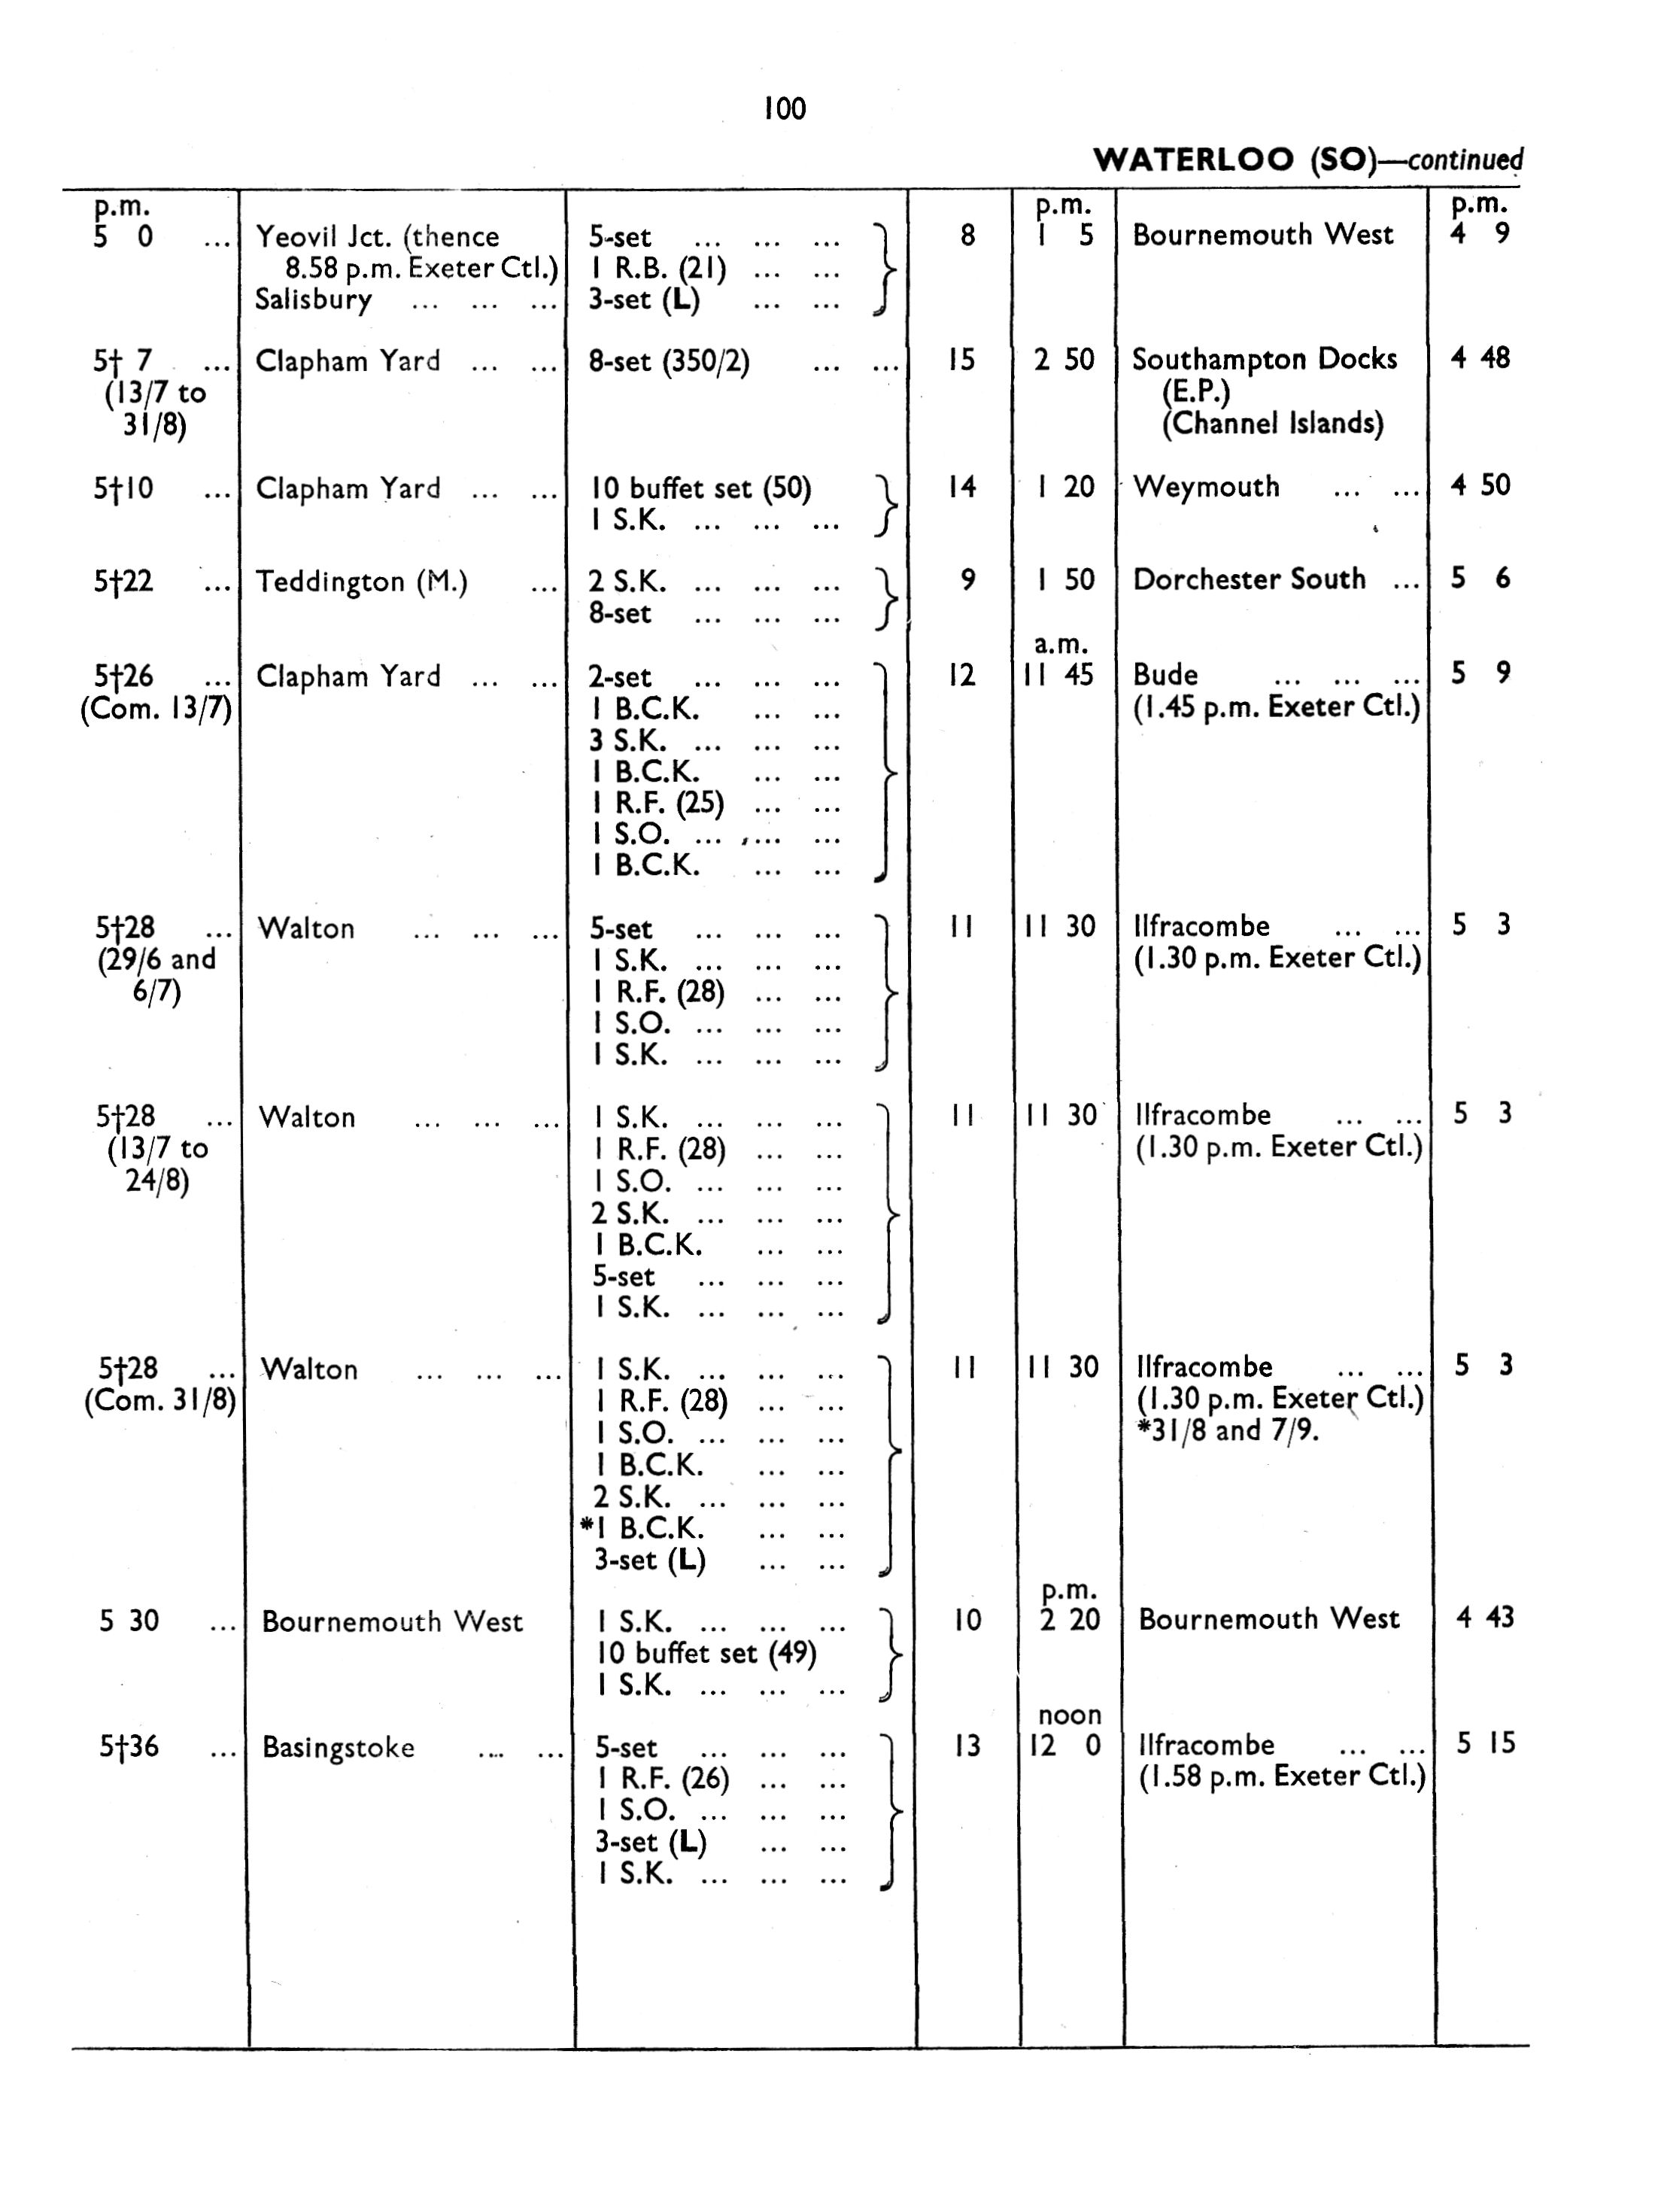 100
WATERLOO (SO)—continued
p.m. p.m. p.m.
5 0 ... Yeovil Jct. (thence 5-set ... ... ... 8 1 5 Bournemouth West 4 9
8.58 p.m. Exeter Ctl.) 1 R.B. (21) ... ...
Salisbury ... ... ... 3-set (L) ... ...
5† 7 ... Clapham Yard ... ... 8-set (350/2) ... ... 15 2 50 Southampton Docks 4 48
(13/7 to (E.P.)
31/8) (Channel Islands)
5†10 ... Clapham Yard ... ... 10 buffet set (50) 14 1 20 Weymouth ... ... 4 50
1 S.K. ... ... ...
5†22 ... Teddington (M.) ... 2 S.K. ... ... ... 9 1 50 Dorchester South ... 5 6
8-set ... ... ...
a.m.
5†26 ... Clapham Yard ... ... 2-set ... ... ... 12 11 45 Bude ... ... ... 5 9
(Com. 13/7) 1 B.C.K. ... ... (1.45 p.m. Exeter Ctl.)
3 S.K. ... ... ...
1 B.C.K. ... ...
1 R.F. (25) ... ...
1 S.O. ... ... ...
1 B.C.K. ... ...
5†28 ... Walton ... ... ... 5-set ... ... ... 11 11 30 Ilfracombe ... ... 5 3
(29/6 and 1 S.K. ... ... ... (1.30 p.m. Exeter Ctl.)
6/7) 1 R.F. (28) ... ...
1 S.O. ... ... ...
1 S.K. ... ... ...
5†28 ... Walton ... ... ... 1 S.K. ... ... ... 11 11 30 Ilfracombe ... ... 5 3
(13/7 to 1 R.F. (28) ... ... (1.30 p.m. Exeter Ctl.)
24/8) 1 S.O. ... ... ...
2 S.K. ... ... ...
1 B.C.K. ... ...
5-set ... ... ...
1 S.K. ... ... ...
5†28 ... Walton ... ... ... 1 S.K. ... ... ... 11 11 30 Ilfracombe ... ... 5 3
(Com. 31/8) 1 R.F. (28) ... ... (1.30 p.m. Exeter Ctl.)
1 S.O. ... ... ... *31/8 and 7/9.
1 B.C.K. ... ...
2 S.K. ... ... ...
*1 B.C.K. ... ...
3-set (L) ... ...
p.m.
5 30 ... Bournemouth West 1 S.K. ... ... ... 10 2 20 Bournemouth West 4 43
10 buffet set (49)
1 S.K. ... ... ...
noon
5†36 ... Basingstoke ... ... 5-set ... ... ... 13 12 0 Ilfracombe ... ... 5 15
1 R.F. (26) ... ... (1.58 p.m. Exeter Ctl.)
1 S.O. ... ... ...
3-set (L) ... ...
1 S.K. ... ... ...